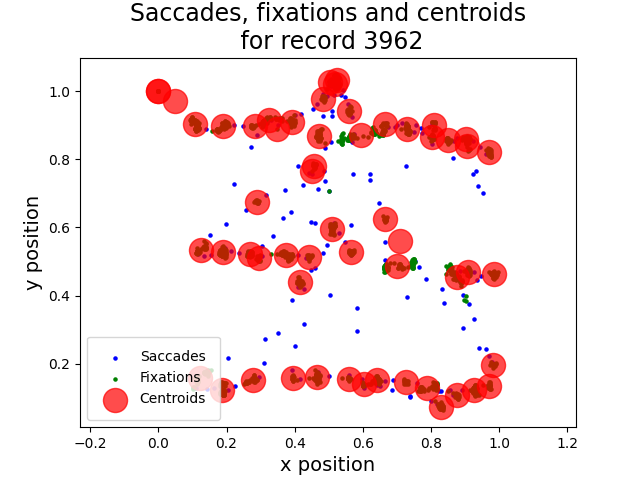 Saccades, fixations and centroids
for record 3962
y position
1.0
0.8
0.6
0.4
0.2
Saccades
Fixations
Centroids
−0.2
0.0
0.2
0.4
0.6
0.8
1.0
1.2
x position